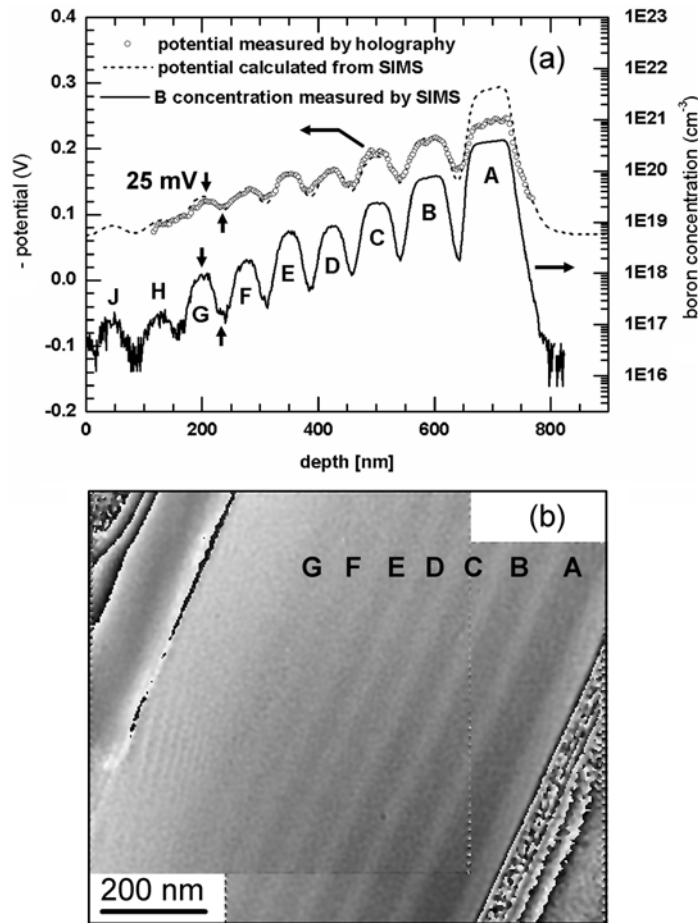 0.4
0.3
0.2
0.1
0.0
-0.1
-0.2
- potential (V)
potential measured by holography
potential calculated from SIMS
B concentration measured by SIMS
(a)
25 mV
A
B
C
D
E
F
G
H
J
1E23
1E22
1E21
1E20
1E19
1E18
1E17
1E16
boron concentration (cm-3)
0 200 400 600 800
depth [nm]
(b)
G F E D C B A
200 nm